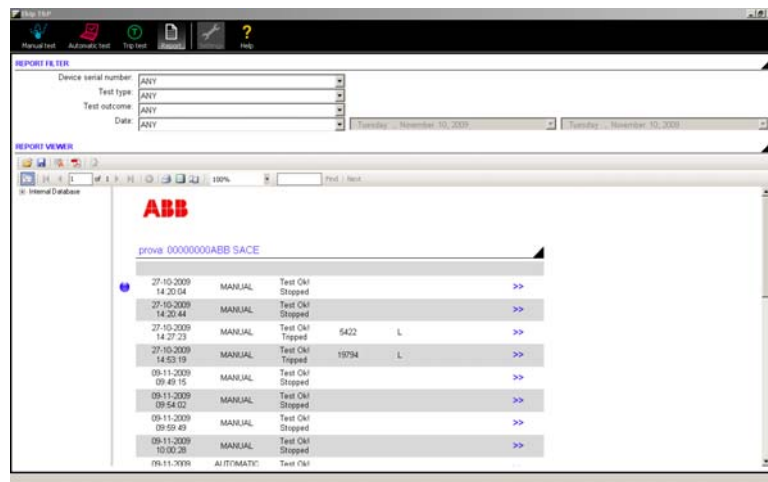 Ekip T&P
Manual test Automatic test Trip test Report Settings Help
REPORT FILTER
Device serial number: ANY
Test type: ANY
Test outcome: ANY
Date: ANY Tuesday , November 10, 2009 Tuesday , November 10, 2009
REPORT VIEWER
1 of 1 100% Find | Next
Internal Database
ABB
prova: 00000000ABB SACE
27-10-2009 14:20:04 MANUAL Test Ok! Stopped >>
27-10-2009 14:20:44 MANUAL Test Ok! Stopped >>
27-10-2009 14:27:23 MANUAL Test Ok! Tripped 5422 L >>
27-10-2009 14:53:19 MANUAL Test Ok! Tripped 19794 L >>
09-11-2009 09:49:15 MANUAL Test Ok! Stopped >>
09-11-2009 09:54:02 MANUAL Test Ok! Stopped >>
09-11-2009 09:59:49 MANUAL Test Ok! Stopped >>
09-11-2009 10:00:28 MANUAL Test Ok! Stopped >>
09-11-2009 AUTOMATIC Test Ok!